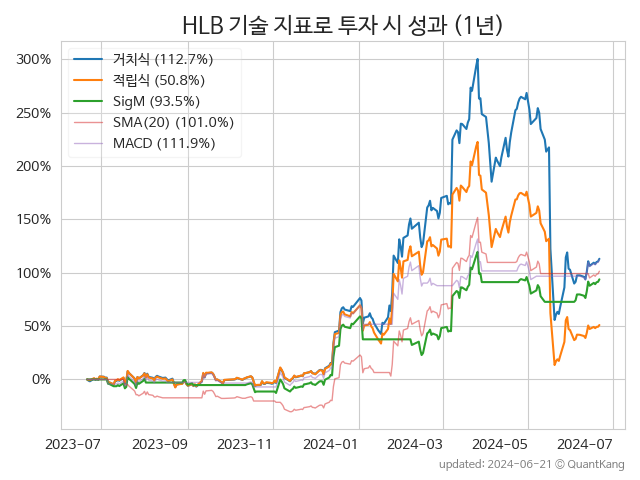 HLB 기술 지표로 투자 시 성과 (1년)
300%
250%
200%
150%
100%
50%
0%
거치식 (112.7%)
적립식 (50.8%)
SigM (93.5%)
SMA(20) (101.0%)
MACD (111.9%)
2023-07 2023-09 2023-11 2024-01 2024-03 2024-05 2024-07
updated: 2024-06-21 © QuantKang